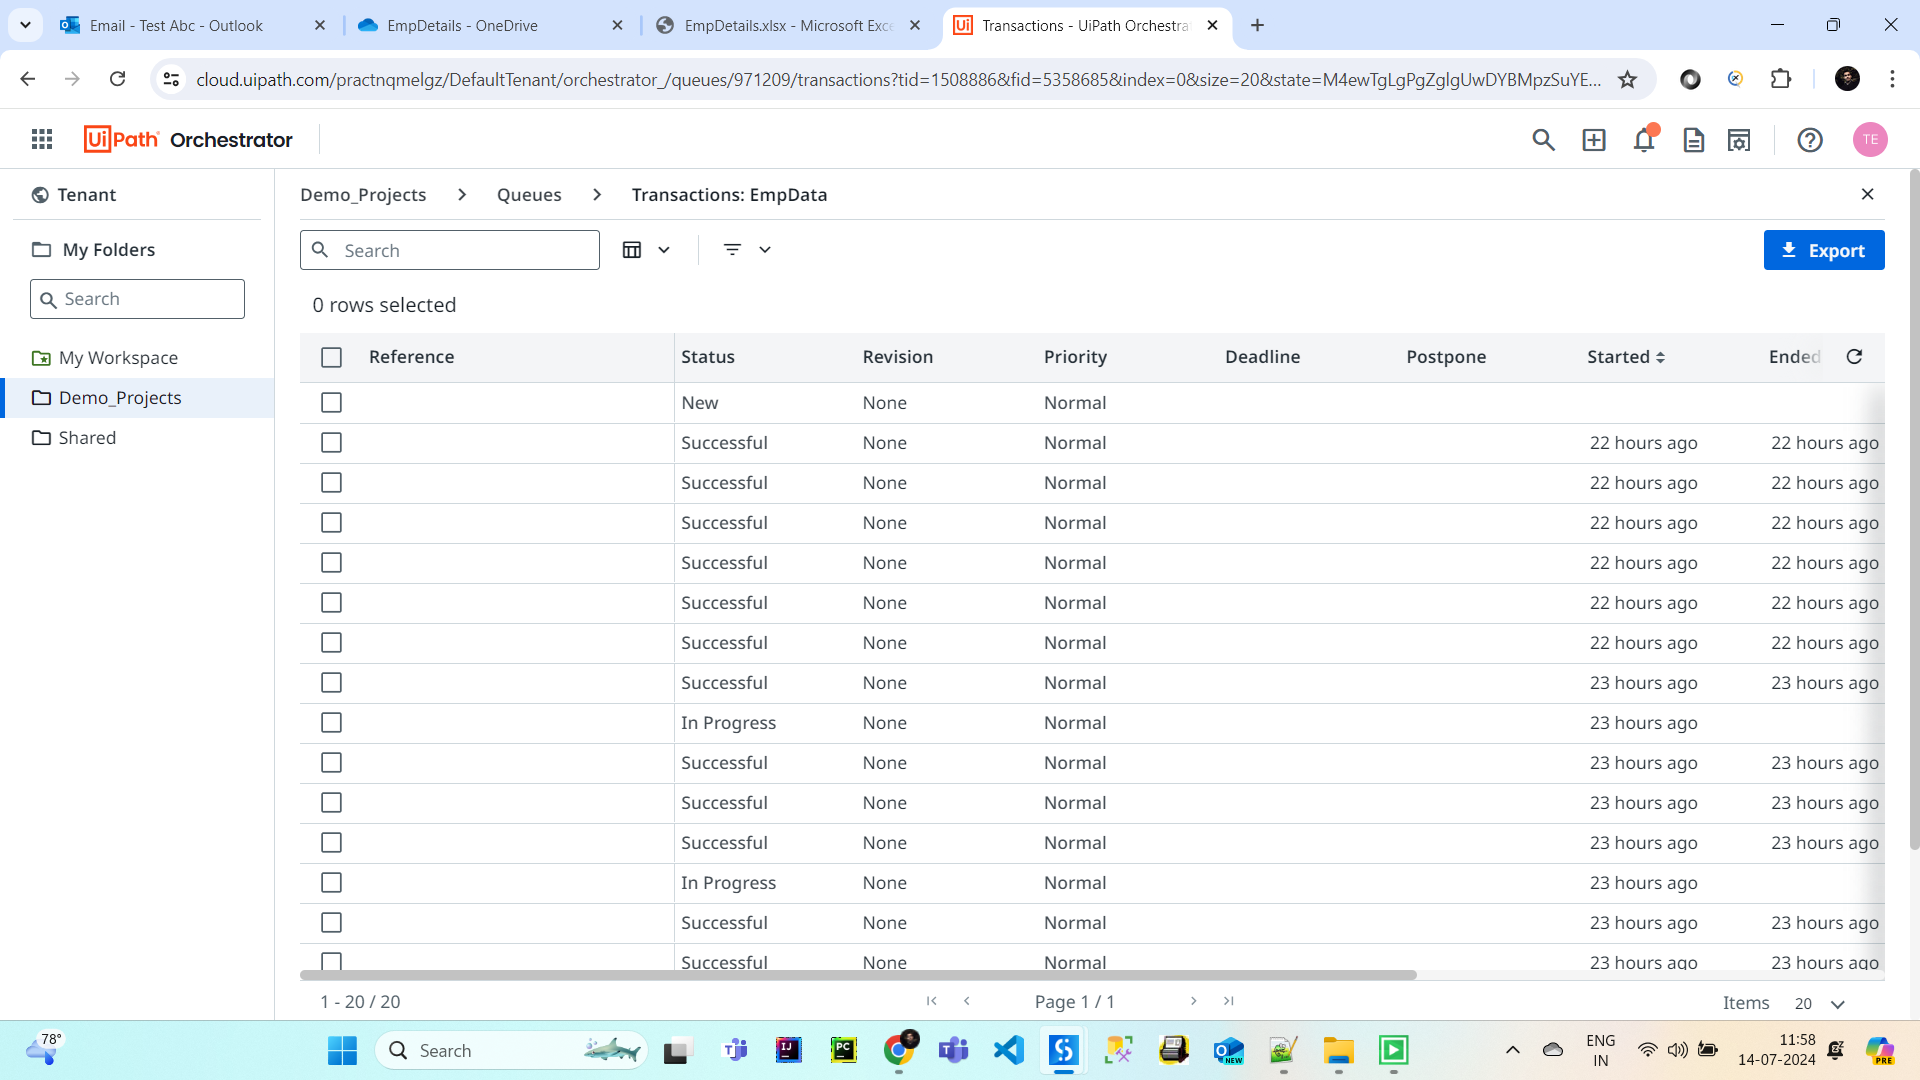 Email - Test Abc - Outlook
EmpDetails - OneDrive
EmpDetails.xlsx - Microsoft Exc
Transactions - UiPath Orchestra
cloud.uipath.com/practnqmelgz/DefaultTenant/orchestrator_/queues/971209/transactions?tid=1508886&fid=5358685&index=0&size=20&state=M4ewTgLgPgZglgUwDYBMpzSuYE...
UiPath Orchestrator
TE
Tenant
Demo_Projects > Queues > Transactions: EmpData
My Folders
Search
Export
Search
0 rows selected
My Workspace
Demo_Projects
Shared
Reference Status Revision Priority Deadline Postpone Started Ended
New None Normal
Successful None Normal 22 hours ago 22 hours ago
Successful None Normal 22 hours ago 22 hours ago
Successful None Normal 22 hours ago 22 hours ago
Successful None Normal 22 hours ago 22 hours ago
Successful None Normal 22 hours ago 22 hours ago
Successful None Normal 22 hours ago 22 hours ago
Successful None Normal 23 hours ago 23 hours ago
In Progress None Normal 23 hours ago
Successful None Normal 23 hours ago 23 hours ago
Successful None Normal 23 hours ago 23 hours ago
Successful None Normal 23 hours ago 23 hours ago
In Progress None Normal 23 hours ago
Successful None Normal 23 hours ago 23 hours ago
Successful None Normal 23 hours ago 23 hours ago
1 - 20 / 20
Page 1 / 1
Items 20
78°
Search
IJ
PC
NEW
ENG
IN
11:58
14-07-2024
PRE